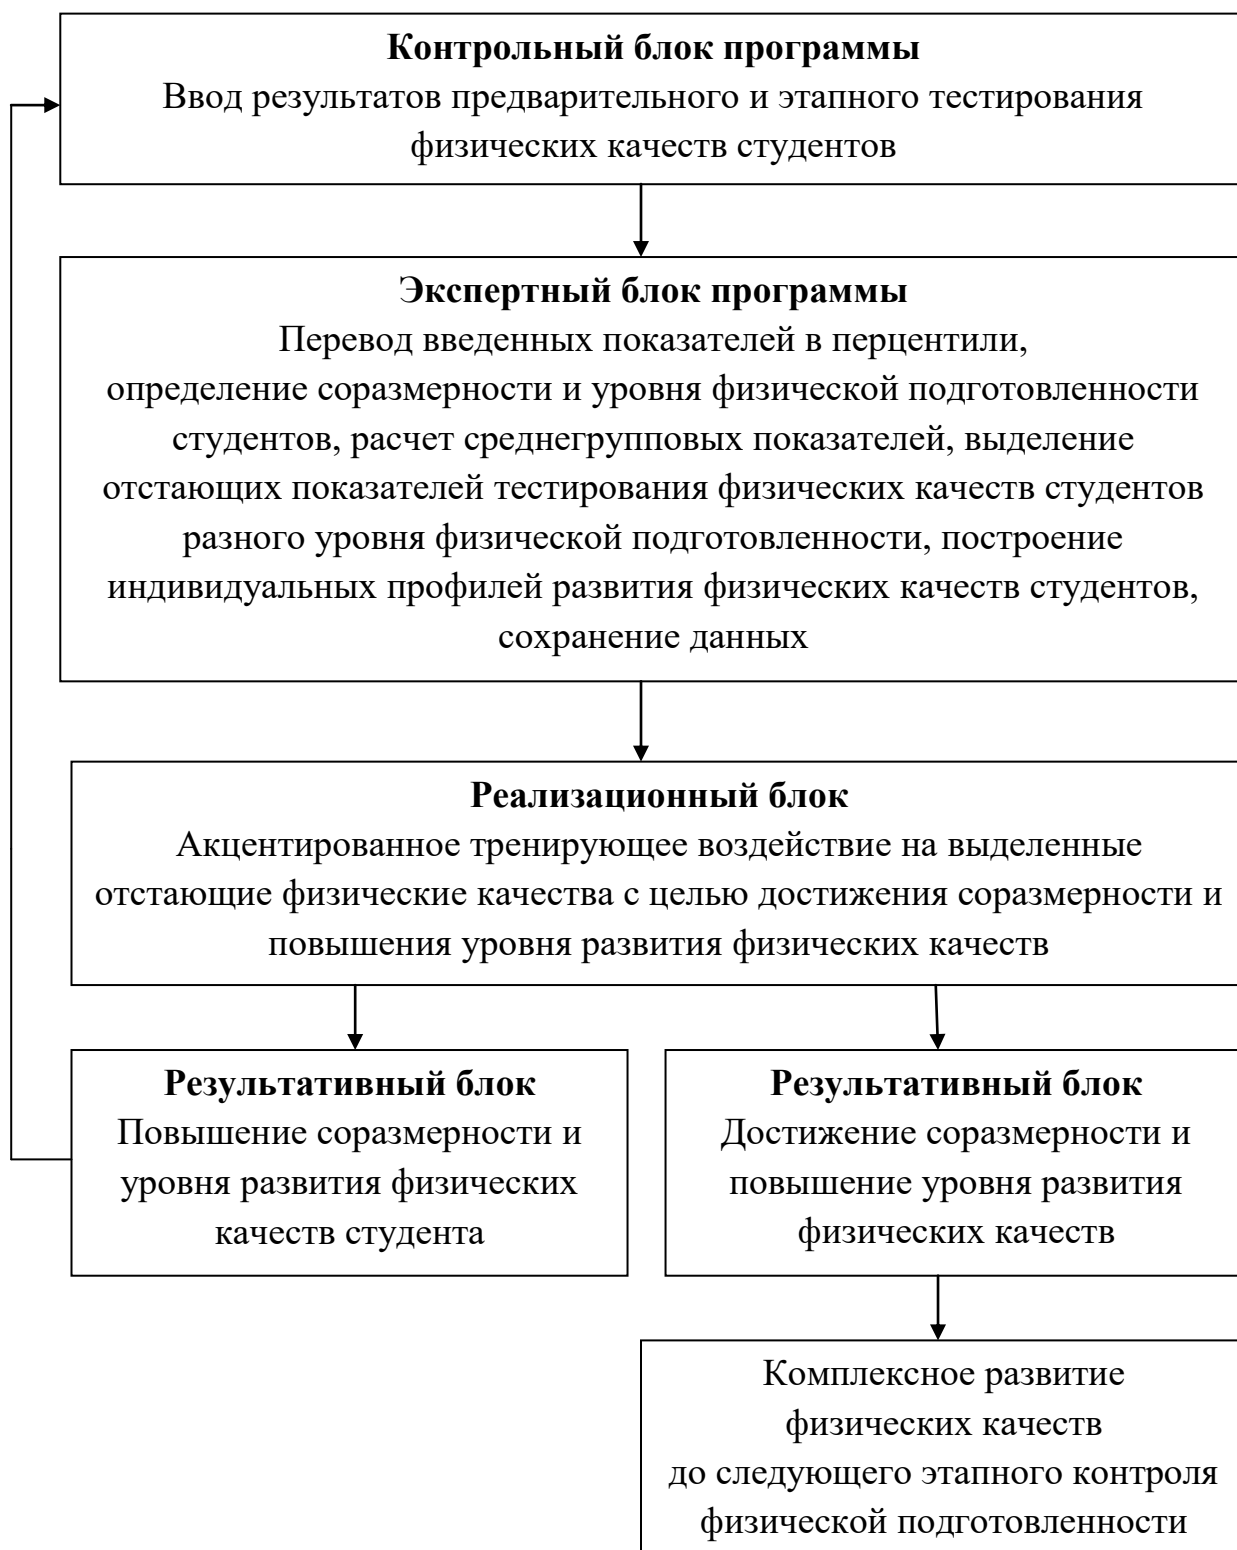 Контрольный блок программы
Ввод результатов предварительного и этапного тестирования
физических качеств студентов
Экспертный блок программы
Перевод введенных показателей в перцентили,
определение соразмерности и уровня физической подготовленности
студентов, расчет среднегрупповых показателей, выделение
отстающих показателей тестирования физических качеств студентов
разного уровня физической подготовленности, построение
индивидуальных профилей развития физических качеств студентов,
сохранение данных
Реализационный блок
Акцентированное тренирующее воздействие на выделенные
отстающие физические качества с целью достижения соразмерности и
повышения уровня развития физических качеств
Результативный блок
Повышение соразмерности и
уровня развития физических
качеств студента
Результативный блок
Достижение соразмерности и
повышение уровня развития
физических качеств
Комплексное развитие
физических качеств
до следующего этапного контроля
физической подготовленности